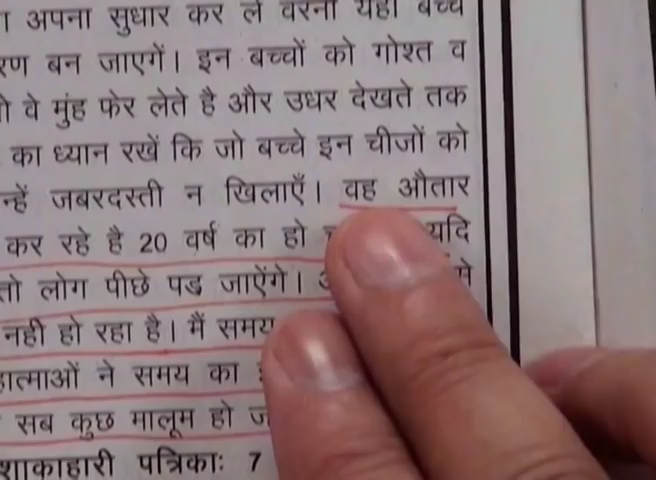 अपना सुधार कर लें वरना यही बच्चे
बन जाएगें। इन बच्चों को गोश्त व
वे मुंह फेर लेते है और उधर देखते तक
का ध्यान रखें कि जो बच्चे इन चीजों को
जबरदस्ती न खिलाएँ। वह औतार
कर रहे है 20 वर्ष का हो यदि
तो लोग पीछे पड जाऐंगे।
नही हो रहा है। मैं समय
ने समय का
सब कुछ मालूम हो
शाकाहारी पत्रिकाः 7